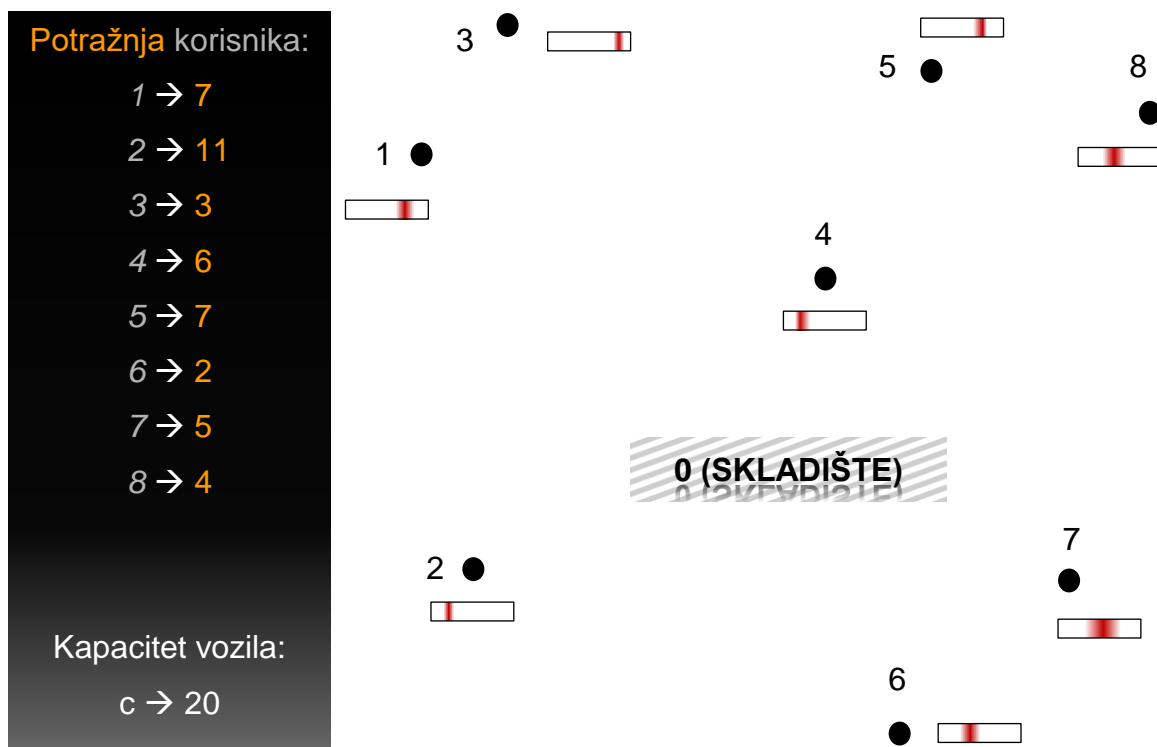 Potražnja korisnika:
1 → 7
2 → 11
3 → 3
4 → 6
5 → 7
6 → 2
7 → 5
8 → 4
Kapacitet vozila:
c → 20
3
5
8
1
4
0 (SKLADIŠTE)
2
7
6